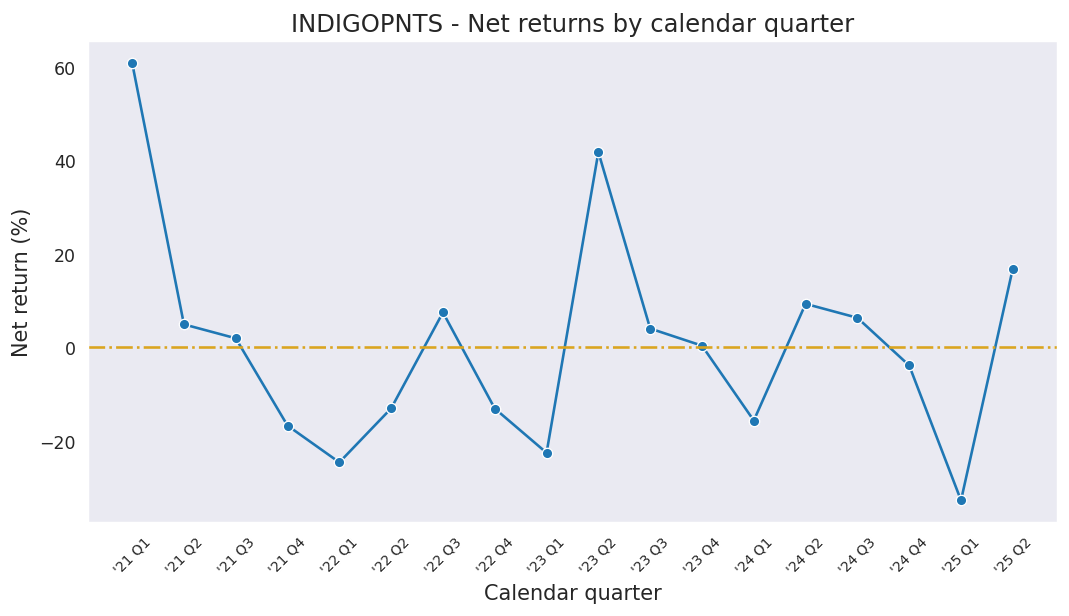 INDIGOPNTS - Net returns by calendar quarter
Net return (%)
60
40
20
0
−20
'21 Q1
'21 Q2
'21 Q3
'21 Q4
'22 Q1
'22 Q2
'22 Q3
'22 Q4
'23 Q1
'23 Q2
'23 Q3
'23 Q4
'24 Q1
'24 Q2
'24 Q3
'24 Q4
'25 Q1
'25 Q2
Calendar quarter